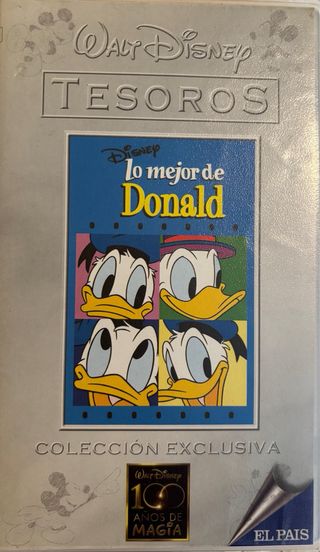 WALT DISNEY
TESOROS
Disney
lo mejor de
Donald
COLECCIÓN EXCLUSIVA
Walt Disney
100
AÑOS DE
MAGIA
EL PAIS